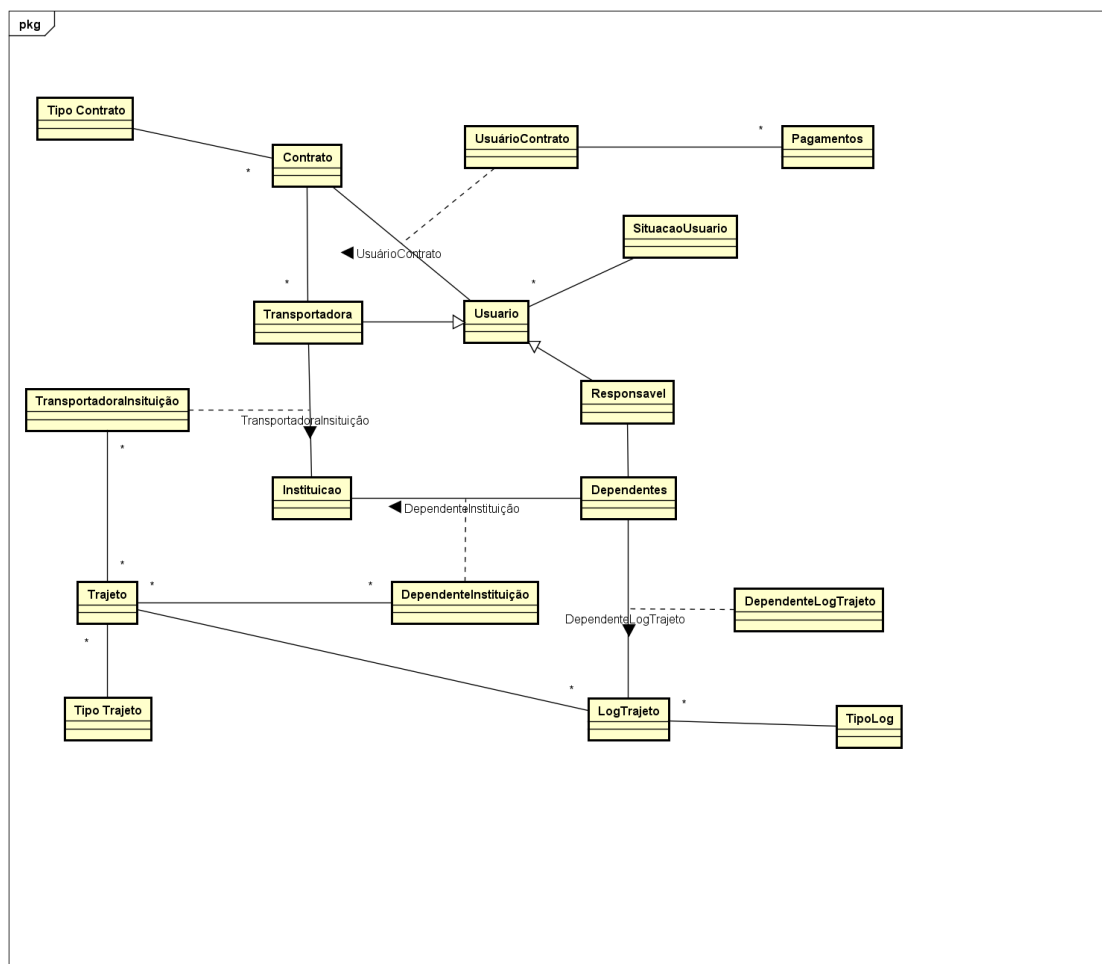 pkg
Tipo Contrato
Contrato
*
UsuárioContrato
*
Pagamentos
SituacaoUsuario
UsuárioContrato
*
*
Transportadora
Usuario
TransportadoraInsituição
Responsavel
TransportadoraInsituição
*
Instituicao
Dependentes
DependenteInstituição
*
*
*
Trajeto
DependenteInstituição
DependenteLogTrajeto
DependenteLogTrajeto
*
*
*
Tipo Trajeto
LogTrajeto
TipoLog